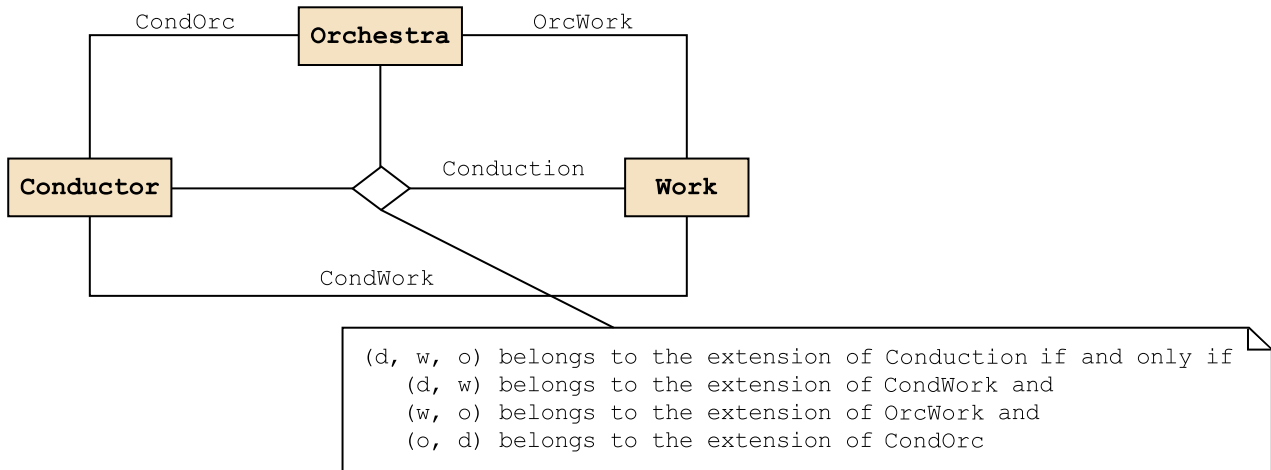 CondOrc
OrcWork
Orchestra
Conduction
Conductor
Work
CondWork
(d, w, o) belongs to the extension of Conduction if and only if
(d, w) belongs to the extension of CondWork and
(w, o) belongs to the extension of OrcWork and
(o, d) belongs to the extension of CondOrc